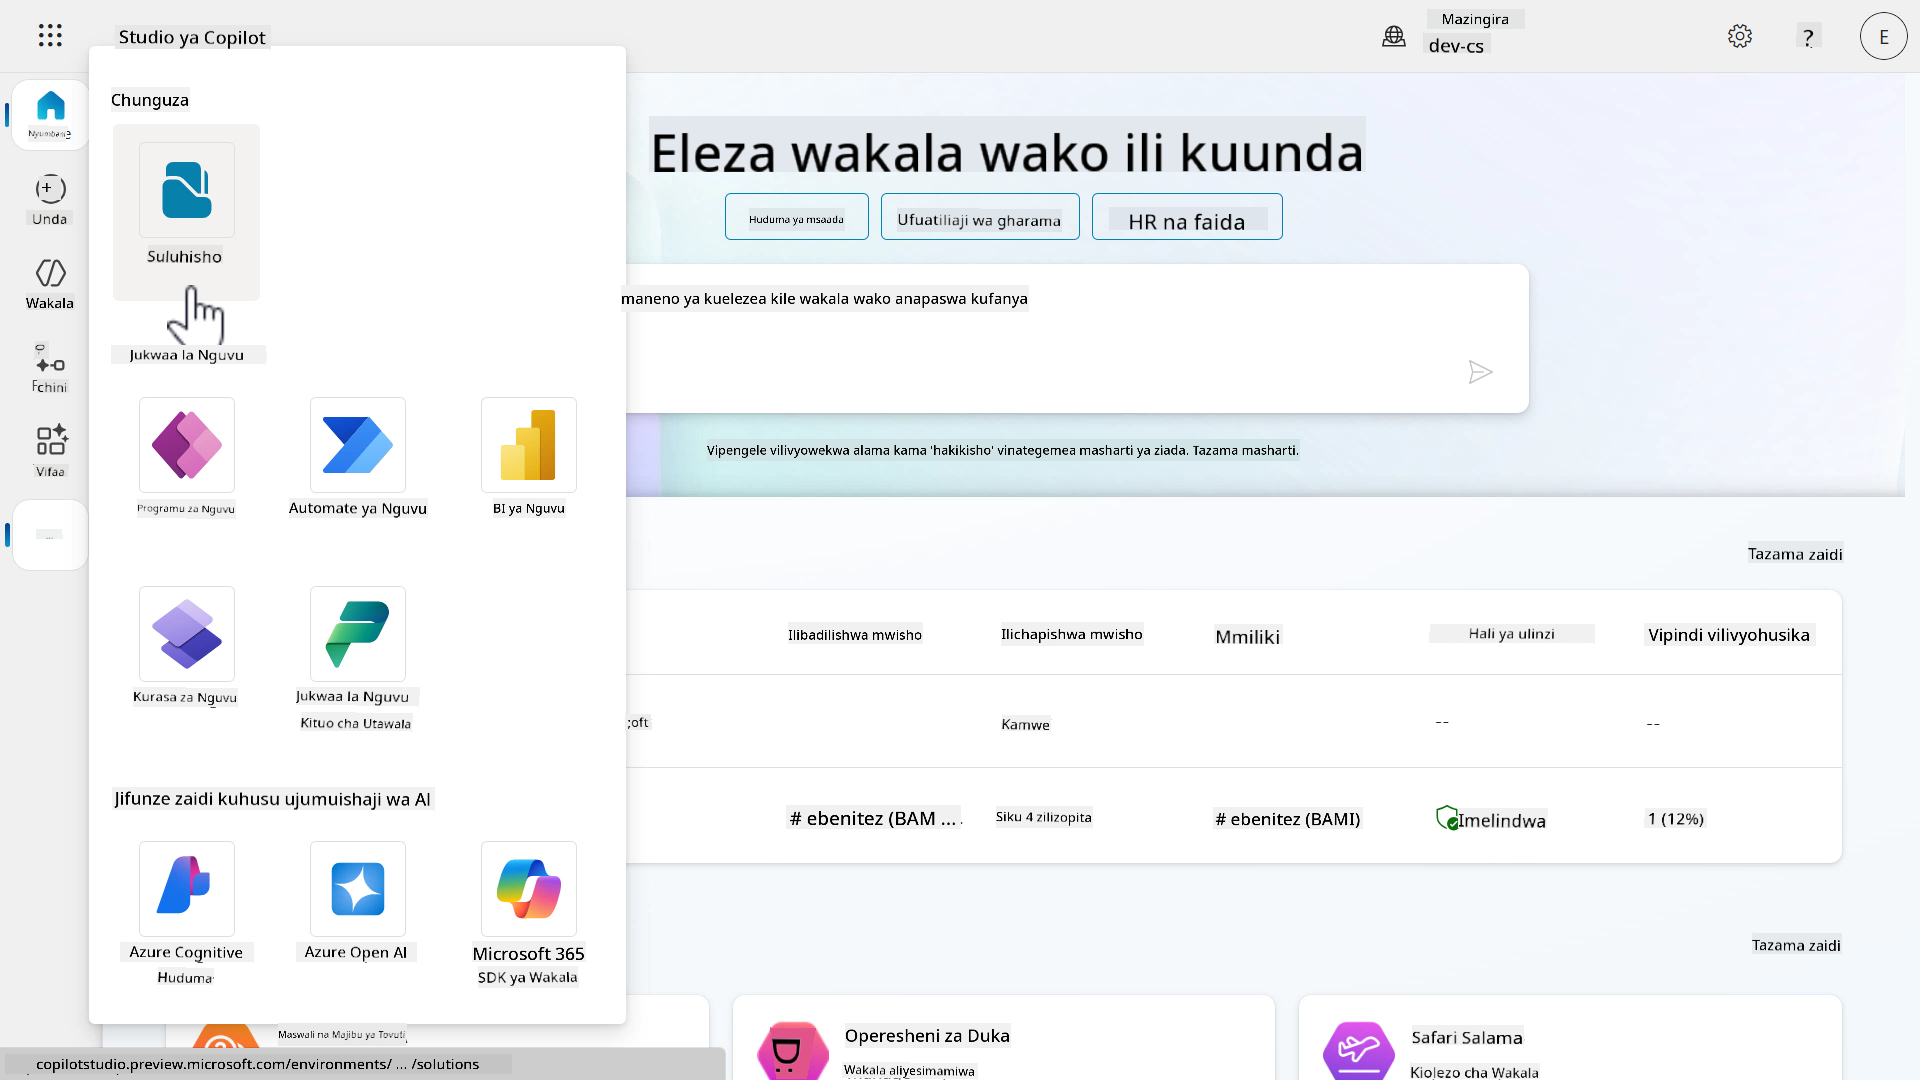 Studio ya Copilot
Mazingira
dev-cs
?
E
Nyumbani
Unda
Wakala
Vifaa
...
Chunguza
Suluhisho
Jukwaa la Nguvu
Programu za Nguvu
Automate ya Nguvu
BI ya Nguvu
Kurasa za Nguvu
Jukwaa la Nguvu
Kituo cha Utawala
Jifunze zaidi kuhusu ujumuishaji wa AI
Azure Cognitive
Huduma
Azure Open AI
Microsoft 365
SDK ya Wakala
Eleza wakala wako ili kuunda
Huduma ya msaada
Ufuatiliaji wa gharama
HR na faida
maneno ya kuelezea kile wakala wako anapaswa kufanya
Vipengele vilivyowekwa alama kama 'hakikisho' vinategemea masharti ya ziada. Tazama masharti.
Tazama zaidi
Ilibadilishwa mwisho
Ilichapishwa mwisho
Mmiliki
Hali ya ulinzi
Vipindi vilivyohusika
;oft
Kamwe
--
--
# ebenitez (BAM ... .
Siku 4 zilizopita
# ebenitez (BAMI)
Imelindwa
1 (12%)
Tazama zaidi
Maswali na Majibu ya Tovuti
Operesheni za Duka
Wakala aliyesimamiwa
Safari Salama
Kiolezo cha Wakala
copilotstudio.preview.microsoft.com/environments/ ... /solutions